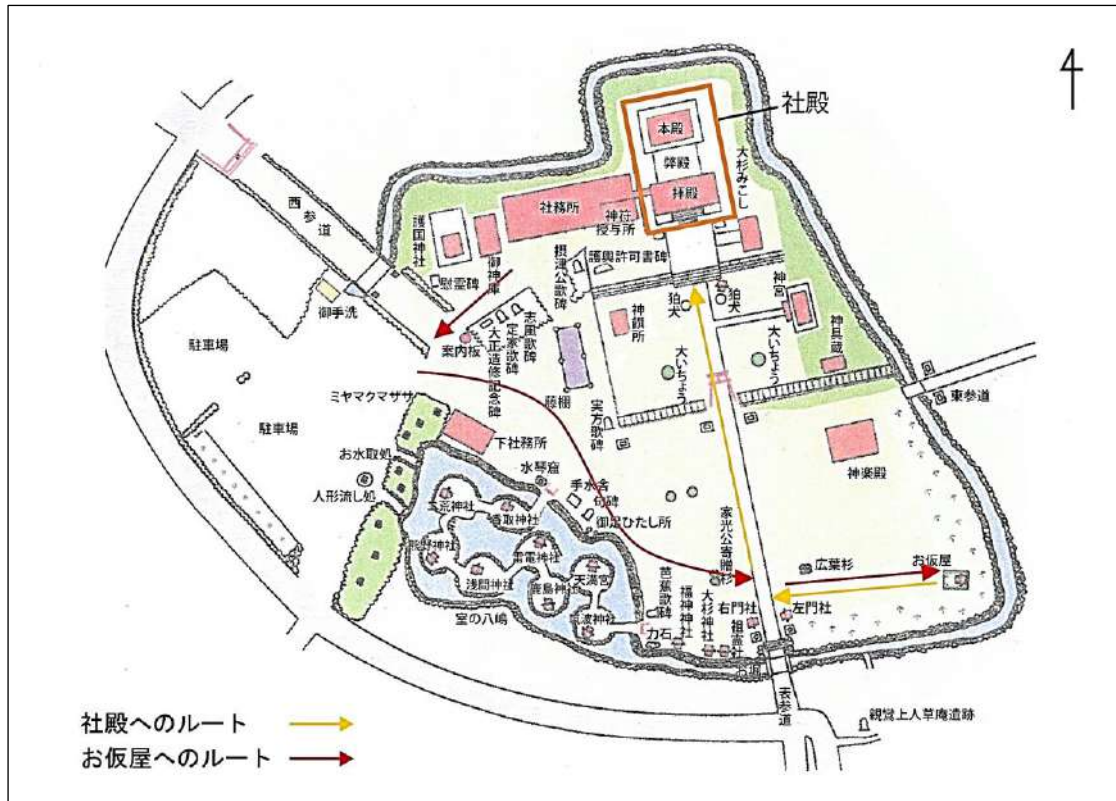 社殿
本殿
弊殿
拝殿
大杉みこし
社務所
神符
授与所
護国神社
御神庫
慰霊碑
西参道
御手洗
摂津公歌碑
護輿許可書碑
狛犬
狛犬
神宮
神饌所
神具蔵
大いちょう
大いちょう
案内板
志風歌碑
定家歌碑
大正造修記念碑
藤棚
実方歌碑
駐車場
駐車場
ミヤマクマザサ
下社務所
お水取処
人形流し処
水琴窟
手水舎
句碑
御足ひたし所
東参道
神楽殿
香取神社
熊野神社
雷電神社
浅間神社
鹿島神社
天満宮
筑波神社
室の八嶋
家光公寄贈杉
広葉杉
お仮屋
芭蕉歌碑
福神神社
大杉神社
右門社
左門社
祖霊社
力石
表参道
親鸞上人草庵遺跡
社殿へのルート
お仮屋へのルート